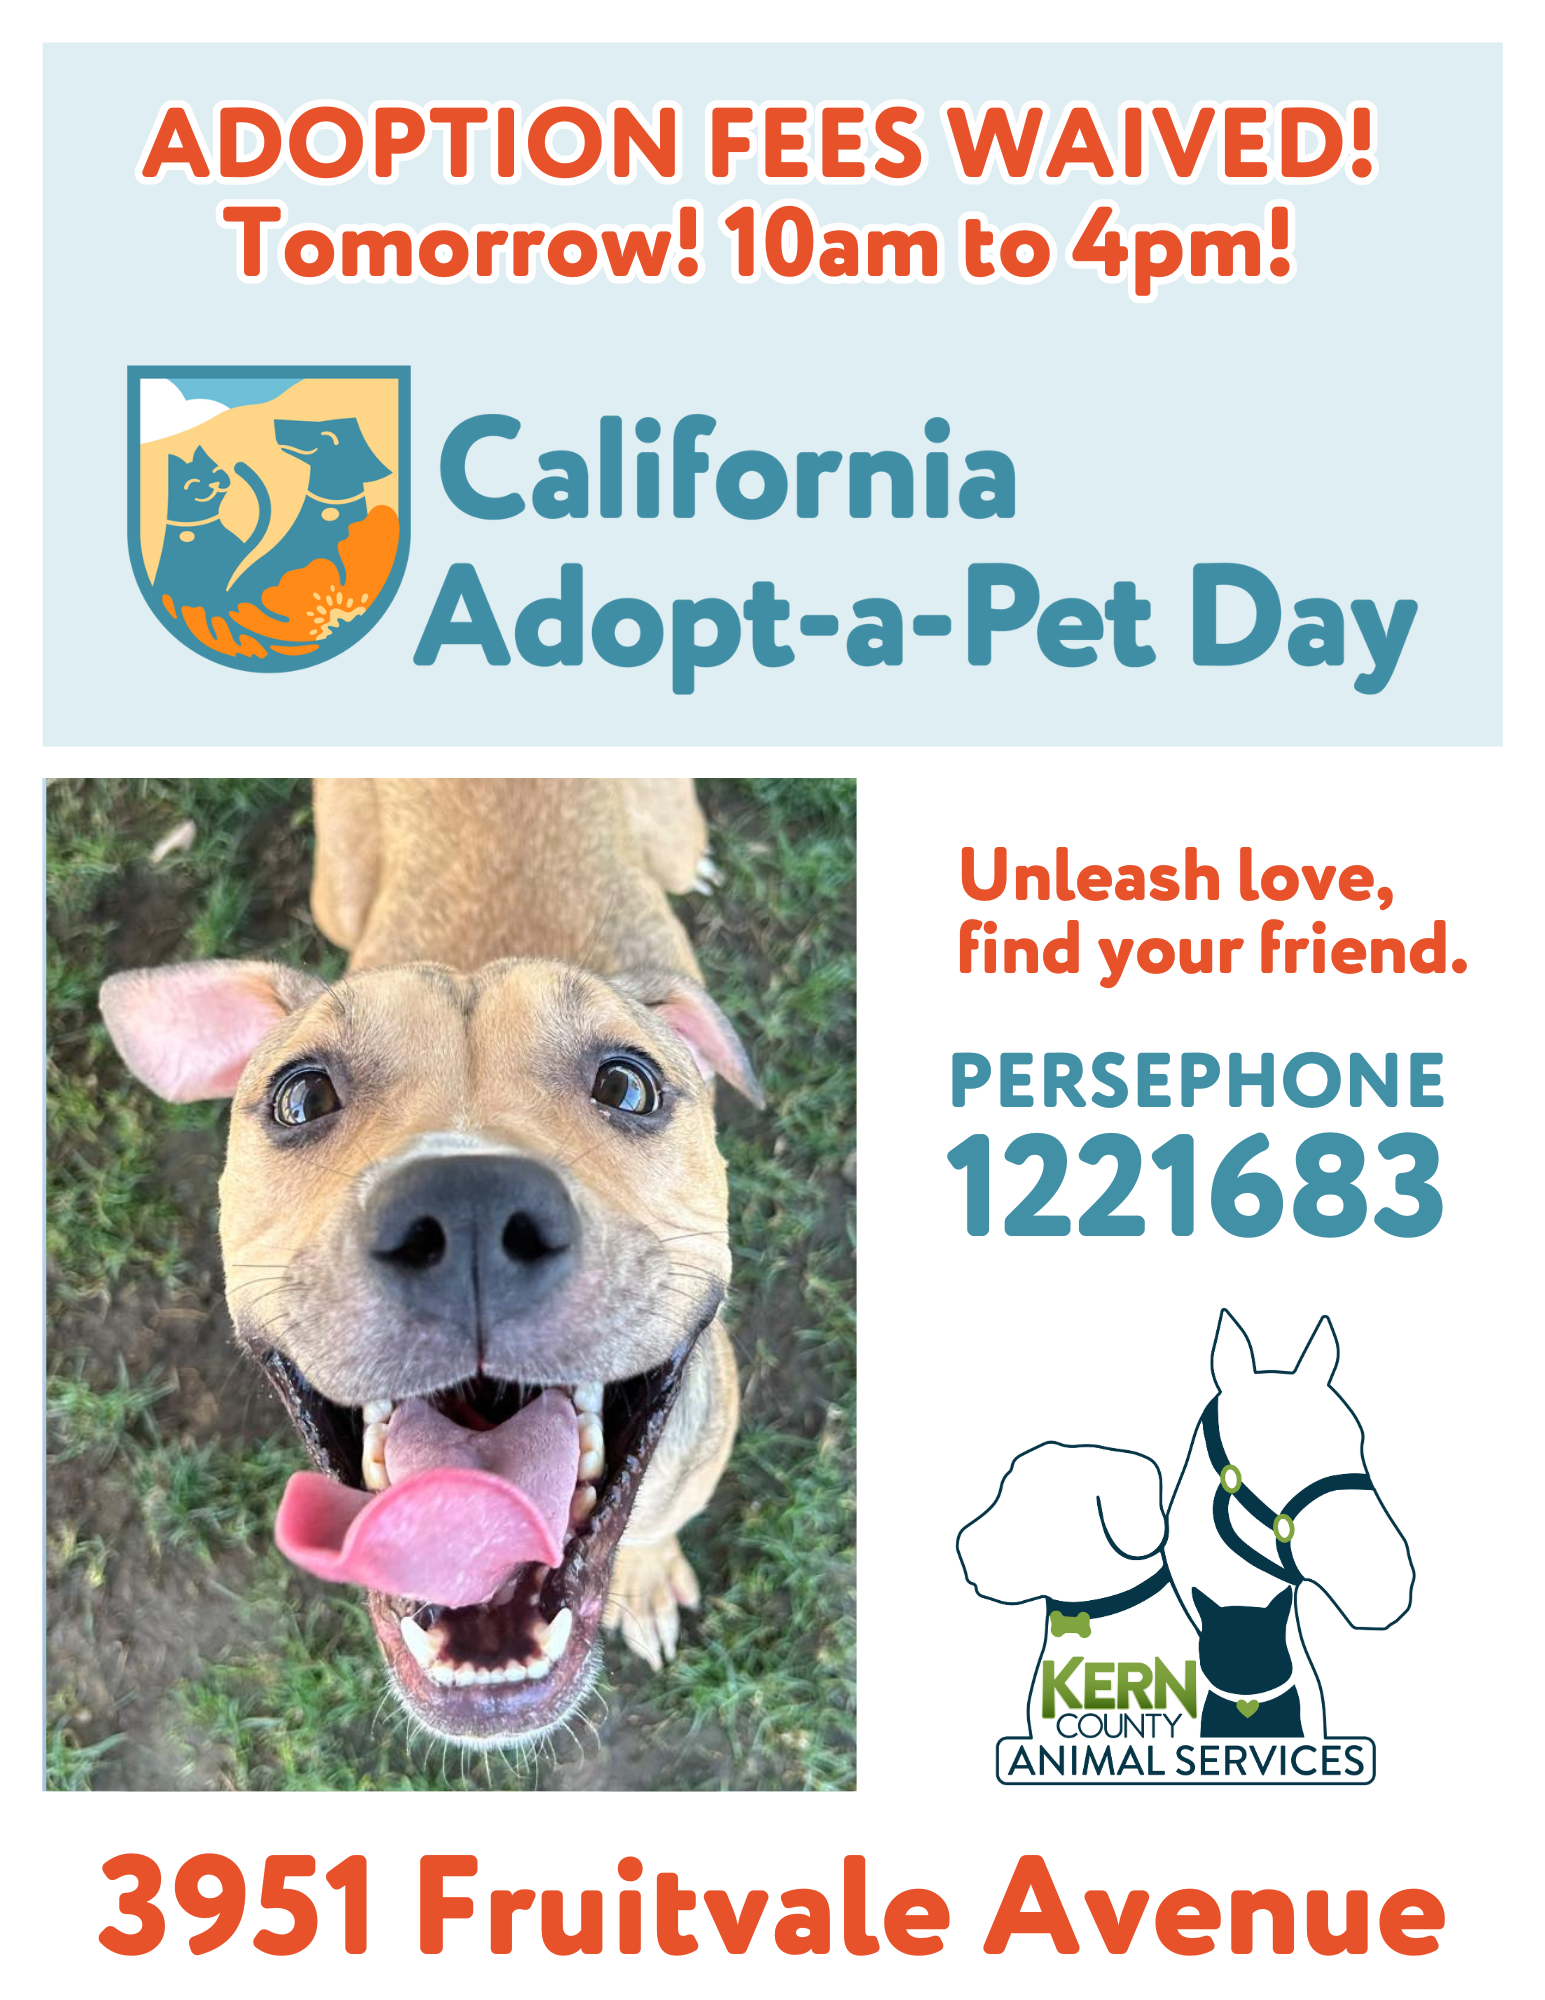 ADOPTION FEES WAIVED!
Tomorrow! 10am to 4pm!
California
Adopt-a-Pet Day
Unleash love,
find your friend.
PERSEPHONE
1221683
KERN
COUNTY
ANIMAL SERVICES
3951 Fruitvale Avenue